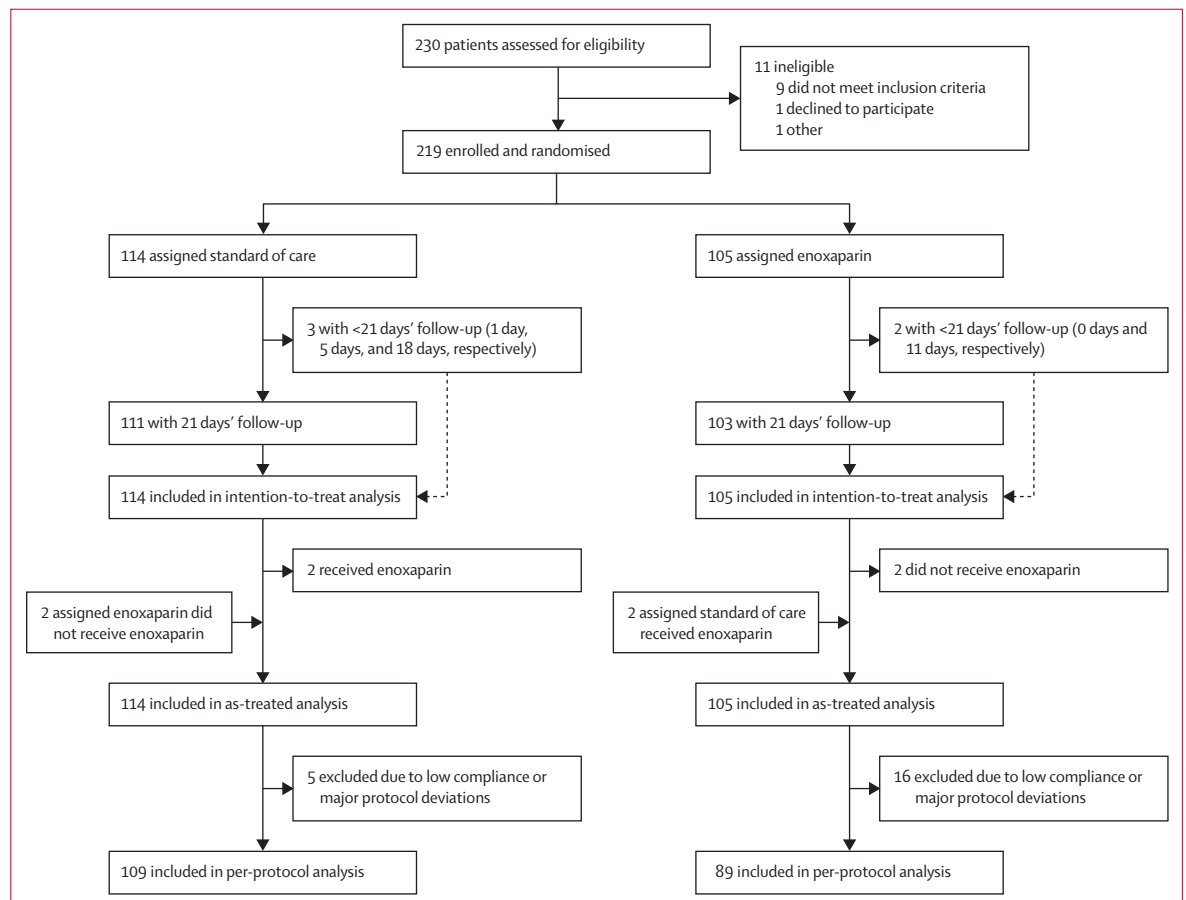 230 patients assessed for eligibility
11 ineligible
9 did not meet inclusion criteria
1 declined to participate
1 other
219 enrolled and randomised
114 assigned standard of care
105 assigned enoxaparin
3 with <21 days’ follow-up (1 day,
5 days, and 18 days, respectively)
2 with <21 days’ follow-up (0 days and
11 days, respectively)
111 with 21 days’ follow-up
103 with 21 days’ follow-up
114 included in intention-to-treat analysis
105 included in intention-to-treat analysis
2 received enoxaparin
2 did not receive enoxaparin
2 assigned enoxaparin did
not receive enoxaparin
2 assigned standard of care
received enoxaparin
114 included in as-treated analysis
105 included in as-treated analysis
5 excluded due to low compliance or
major protocol deviations
16 excluded due to low compliance or
major protocol deviations
109 included in per-protocol analysis
89 included in per-protocol analysis